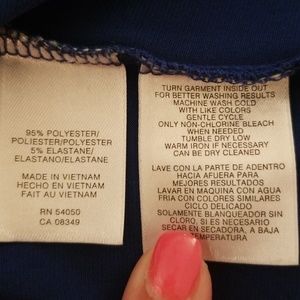 95% POLYESTER/
POLIESTER/POLYESTER
5% ELASTANE/
ELASTANO/ELASTANE
MADE IN VIETNAM
HECHO EN VIETNAM
FAIT AU VIETNAM
RN 54050
CA 08349
TURN GARMENT INSIDE OUT
FOR BETTER WASHING RESULTS
MACHINE WASH COLD
WITH LIKE COLORS
GENTLE CYCLE
ONLY NON-CHLORINE BLEACH
WHEN NEEDED
TUMBLE DRY LOW
WARM IRON IF NECESSARY
CAN BE DRY CLEANED
LAVE CON LA PARTE DE ADENTRO
HACIA AFUERA PARA
MEJORES RESULTADOS
LAVAR EN MAQUINA CON AGUA
FRIA CON COLORES SIMILARES
CICLO DELICADO
SOLAMENTE BLANQUEADOR SIN
CLORO, SI ES NECESARIO
SECAR EN SECADORA, A BAJA
TEMPERATURA